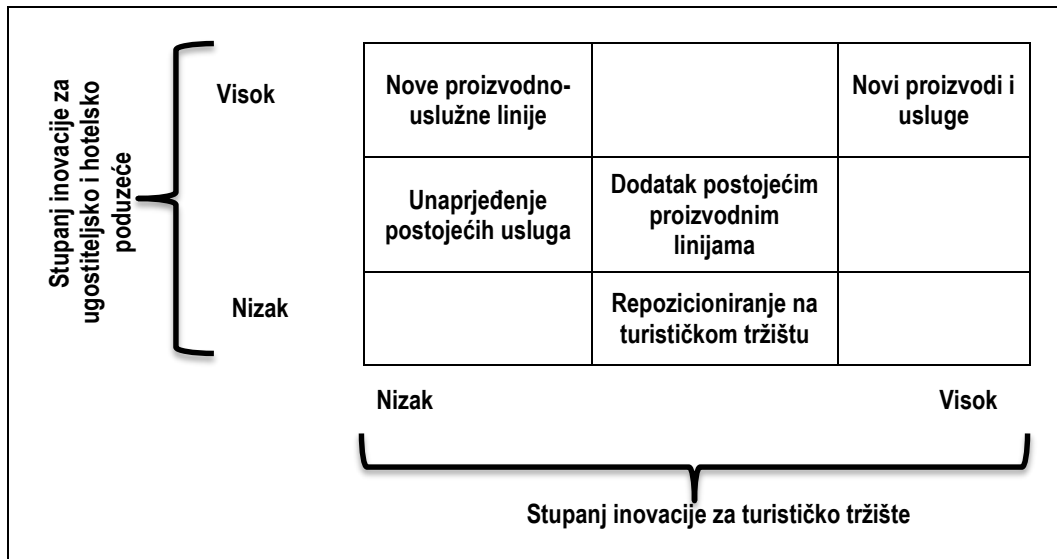 Stupanj inovacije za
ugostiteljsko i hotelsko
poduzeće
Visok
Nizak
Nove proizvodno-
uslužne linije
Novi proizvodi i
usluge
Unaprjeđenje
postojećih usluga
Dodatak postojećim
proizvodnim
linijama
Repozicioniranje na
turističkom tržištu
Nizak
Visok
Stupanj inovacije za turističko tržište